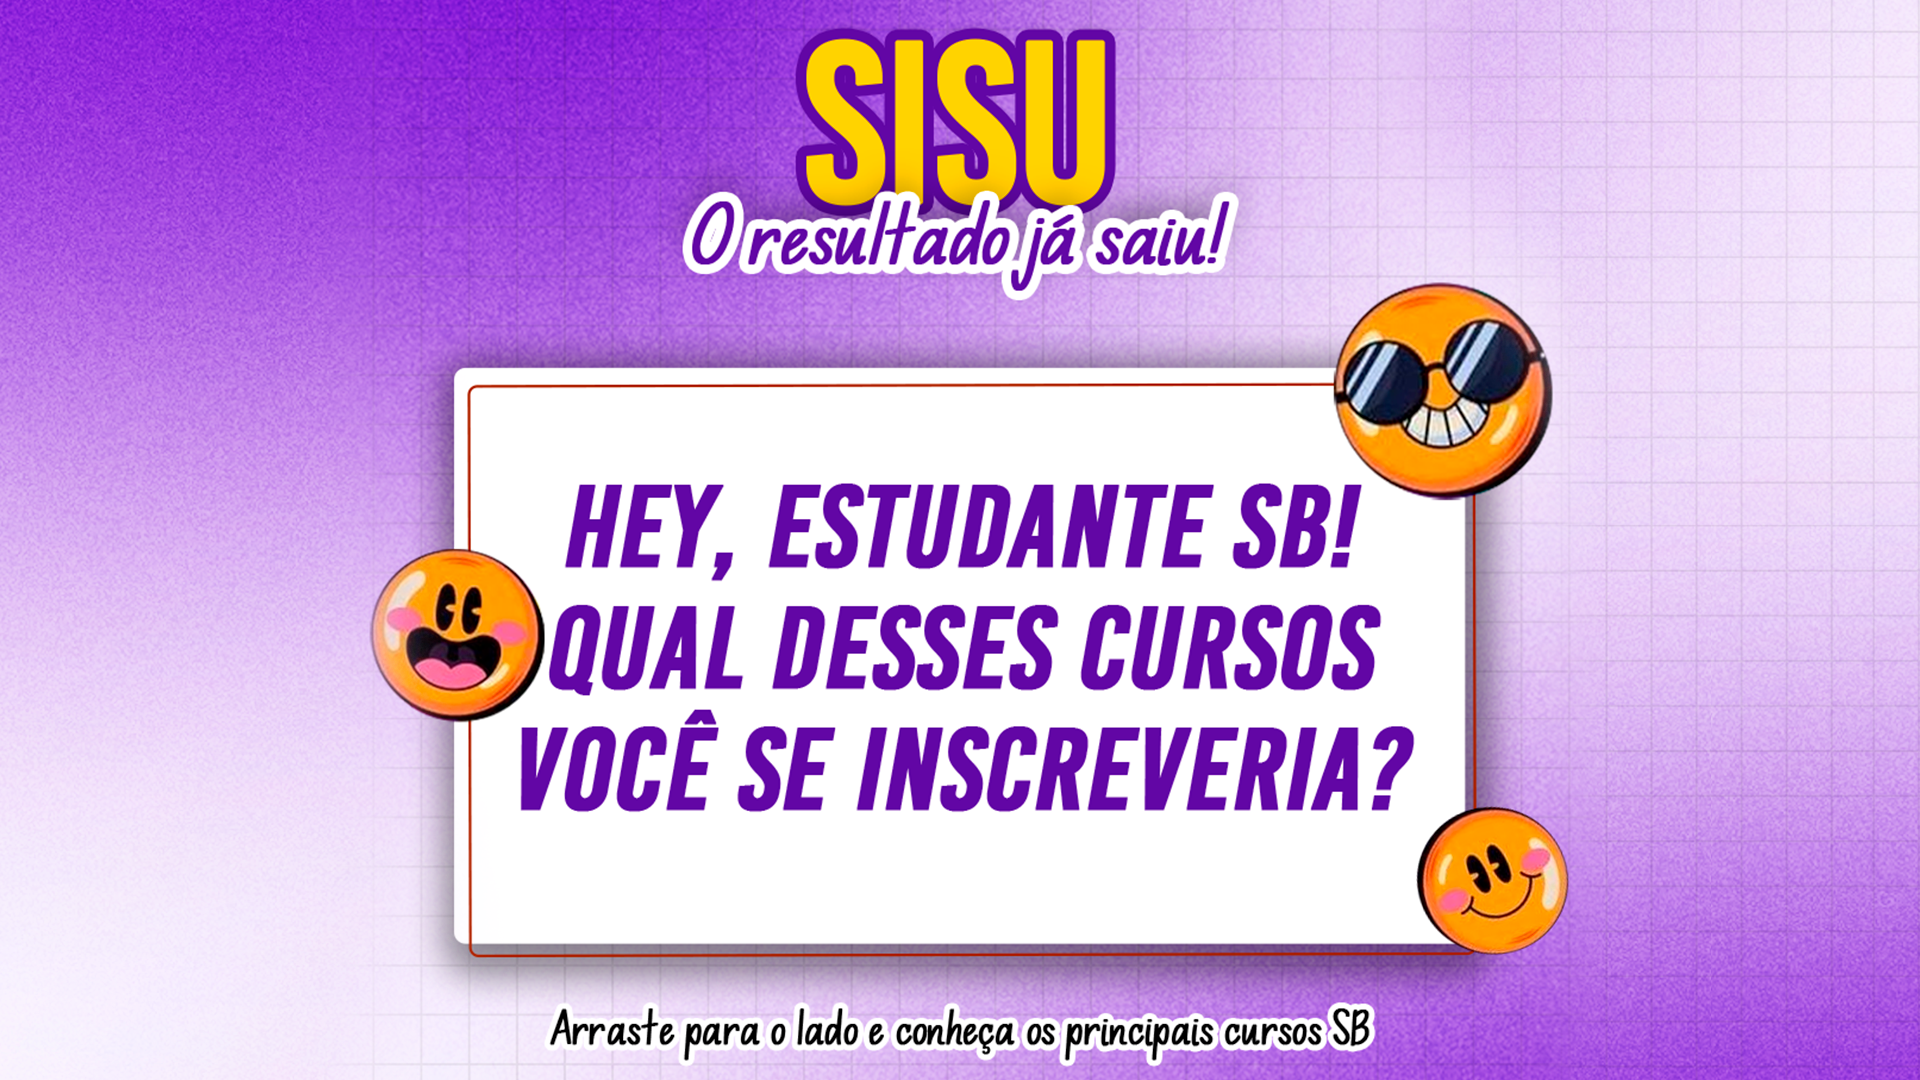 SISU
O resultado já saiu!
HEY, ESTUDANTE SB!
QUAL DESSES CURSOS
VOCÊ SE INSCREVERIA?
Arraste para o lado e conheça os principais cursos SB